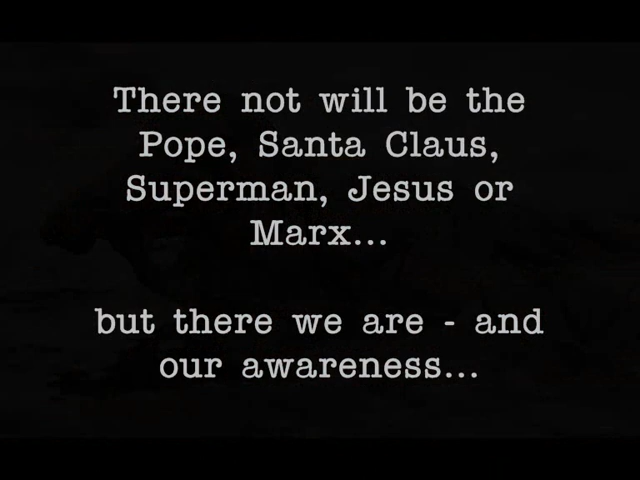 There not will be the
Pope, Santa Claus,
Superman, Jesus or
Marx...
but there we are - and
our awareness...